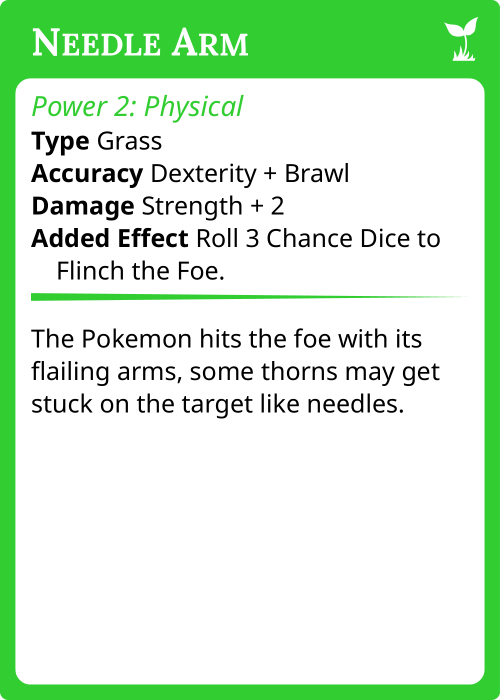 Needle Arm
Power 2: Physical
Type Grass
Accuracy Dexterity + Brawl
Damage Strength + 2
Added Effect Roll 3 Chance Dice to
Flinch the Foe.
The Pokemon hits the foe with its
flailing arms, some thorns may get
stuck on the target like needles.